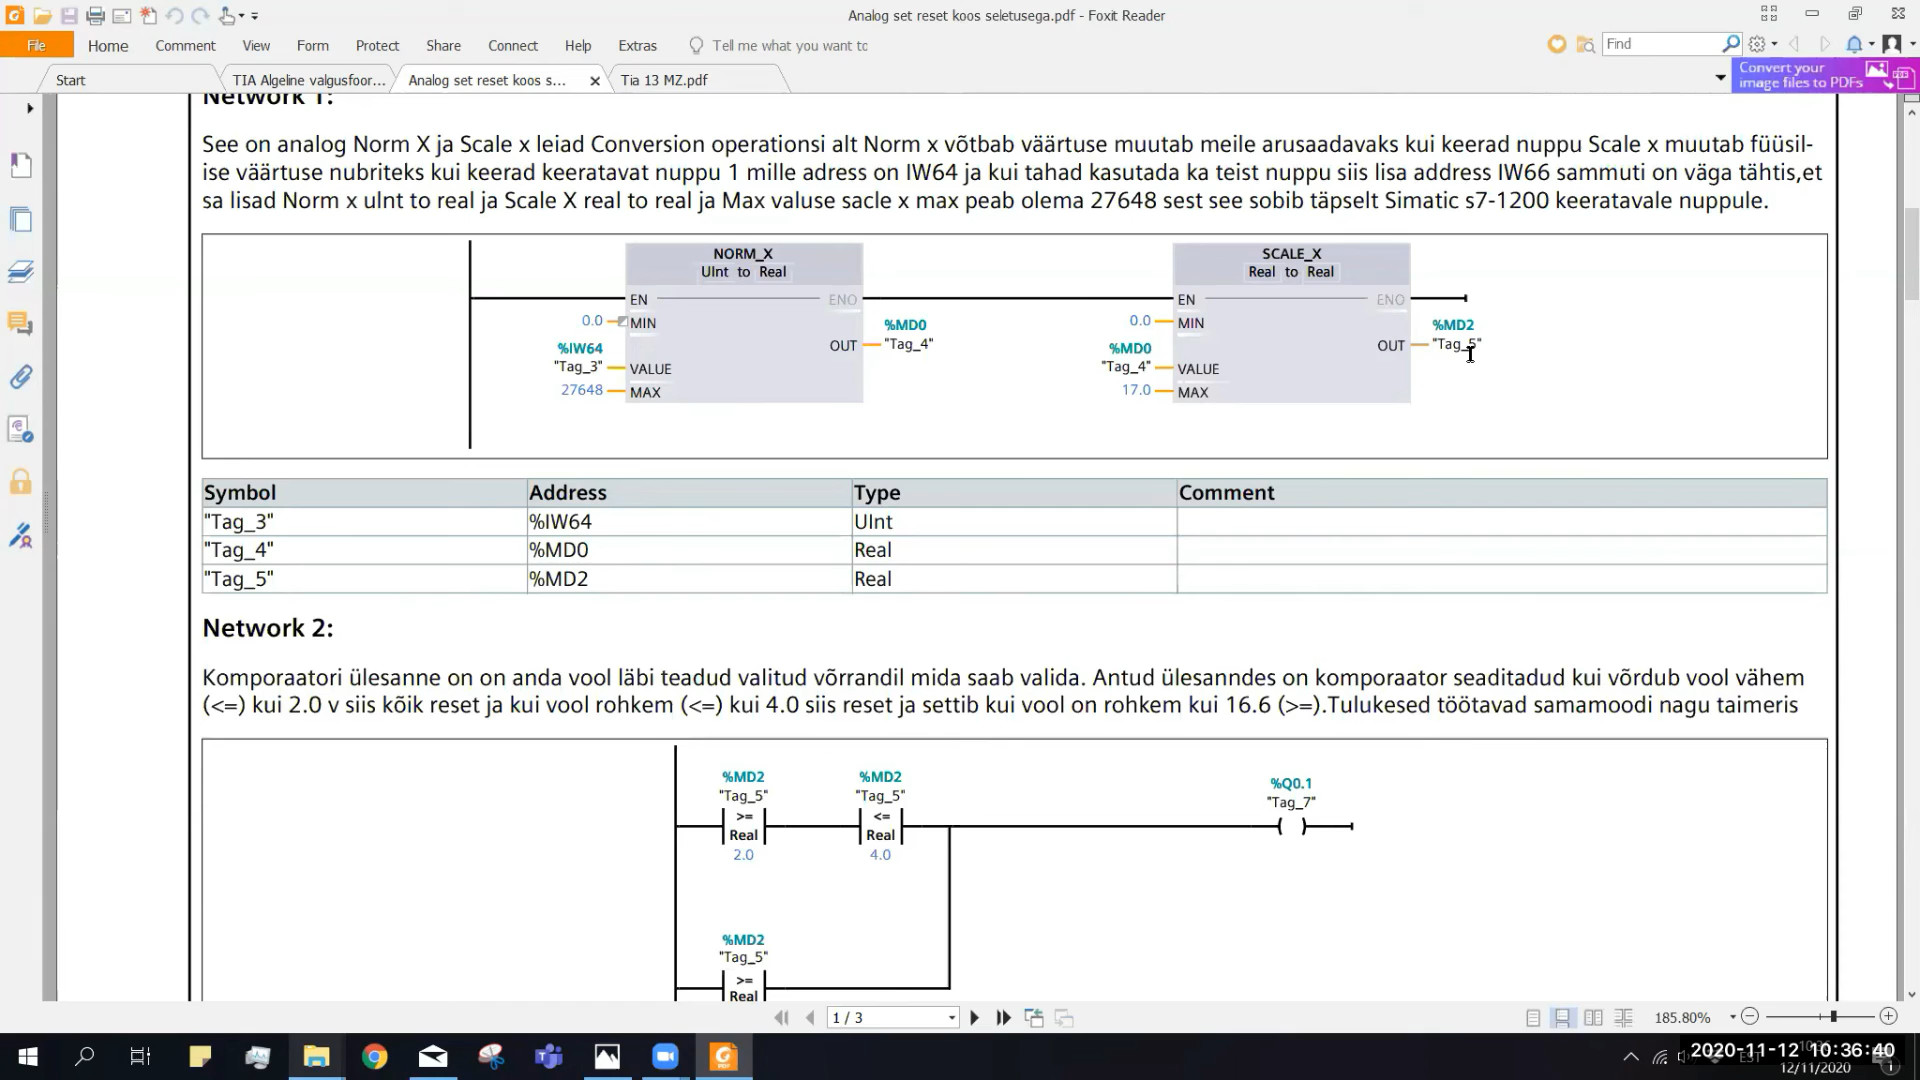 Analog set reset koos seletusega.pdf - Foxit Reader
File Home Comment View Form Protect Share Connect Help Extras Tell me what you want to Find
Start TIA Algeline valgusfoor... Analog set reset koos s... Tia 13 MZ.pdf
Convert your
image files to PDFs
Network 1:
See on analog Norm X ja Scale x leiad Conversion operationsi alt Norm x võtbab väärtuse muutab meile arusaadavaks kui keerad nuppu Scale x muutab füüsil-
ise väärtuse nubriteks kui keerad keeratavat nuppu 1 mille adress on IW64 ja kui tahad kasutada ka teist nuppu siis lisa address IW66 sammuti on väga tähtis,et
sa lisad Norm x uInt to real ja Scale X real to real ja Max valuse sacle x max peab olema 27648 sest see sobib täpselt Simatic s7-1200 keeratavale nuppule.
NORM_X SCALE_X
UInt to Real Real to Real
EN ENO EN ENO
0.0 MIN %MD0 0.0 MIN %MD2
OUT "Tag_4" OUT "Tag_5"
%IW64 %MD0
"Tag_3" VALUE "Tag_4" VALUE
27648 MAX 17.0 MAX
Symbol Address Type Comment
"Tag_3" %IW64 UInt
"Tag_4" %MD0 Real
"Tag_5" %MD2 Real
Network 2:
Komporaatori ülesanne on on anda vool läbi teadud valitud võrrandil mida saab valida. Antud ülesanndes on komporaator seaditadud kui võrdub vool vähem
(<=) kui 2.0 v siis kõik reset ja kui vool rohkem (<=) kui 4.0 siis reset ja settib kui vool on rohkem kui 16.6 (>=).Tulukesed töötavad samamoodi nagu taimeris
%MD2 %MD2 %Q0.1
"Tag_5" "Tag_5" "Tag_7"
>= <=
Real Real
2.0 4.0
%MD2
"Tag_5"
>=
Real
1 / 3 185.80%
2020-11-12 10:36:40
12/11/2020